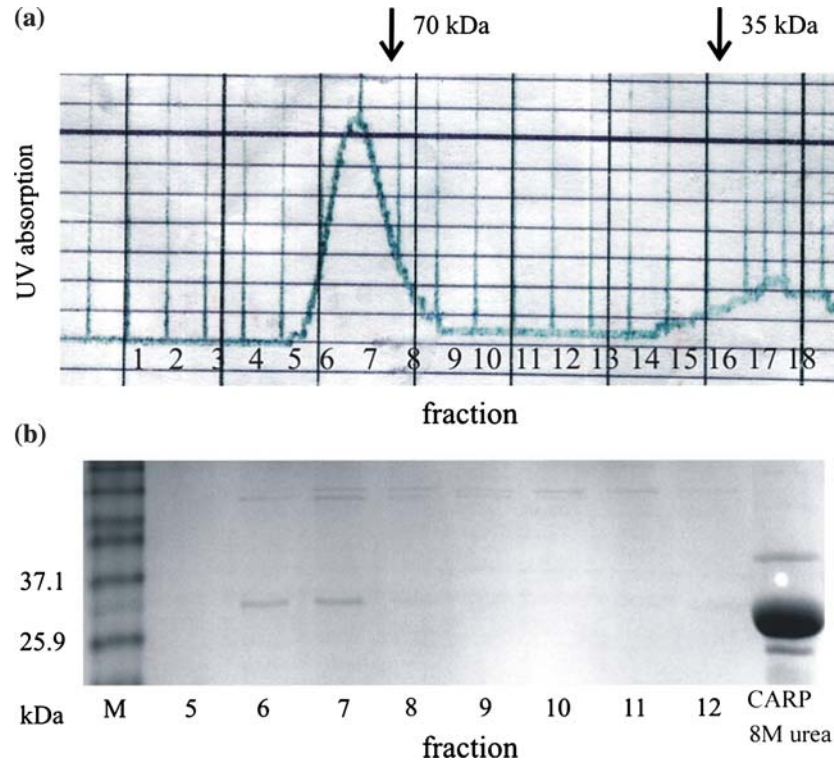 (a)
70 kDa
35 kDa
UV absorption
1 2 3 4 5 6 7 8 9 10 11 12 13 14 15 16 17 18
fraction
(b)
37.1
25.9
kDa M 5 6 7 8 9 10 11 12 CARP
8M urea
fraction